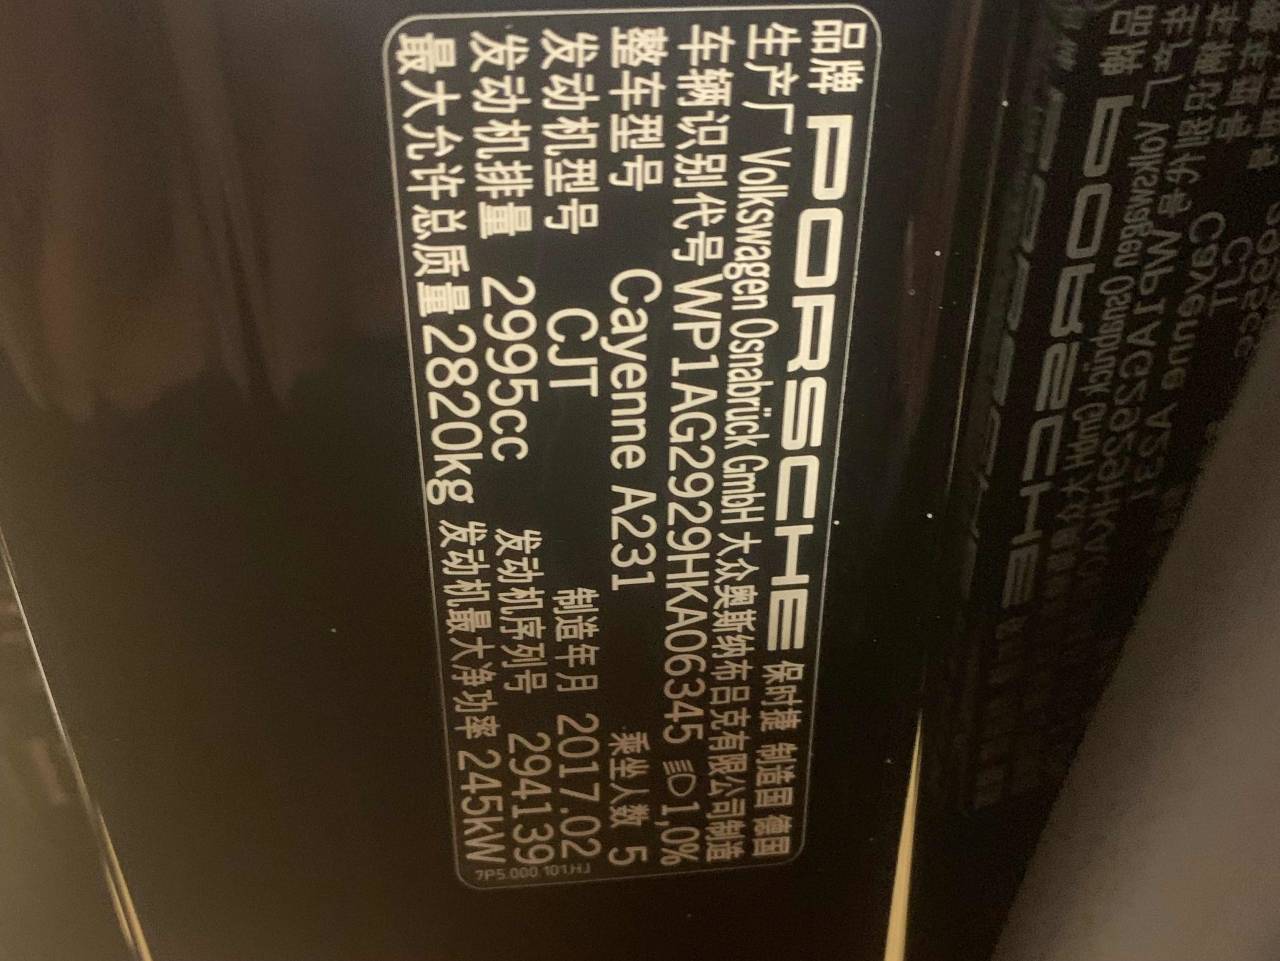 品牌 PORSCHE 保时捷 制造国 德国
生产厂 Volkswagen Osnabrück GmbH 大众奥斯纳布吕克有限公司制造
车辆识别代号 WP1AG2929HKA06345 1,0%
整车型号 Cayenne A231 乘坐人数 5
发动机型号 CJT 制造年月 2017.02
发动机排量 2995cc 发动机序列号 294139
最大允许总质量 2820kg 发动机最大净功率 245kW
7P5.000.101.HJ